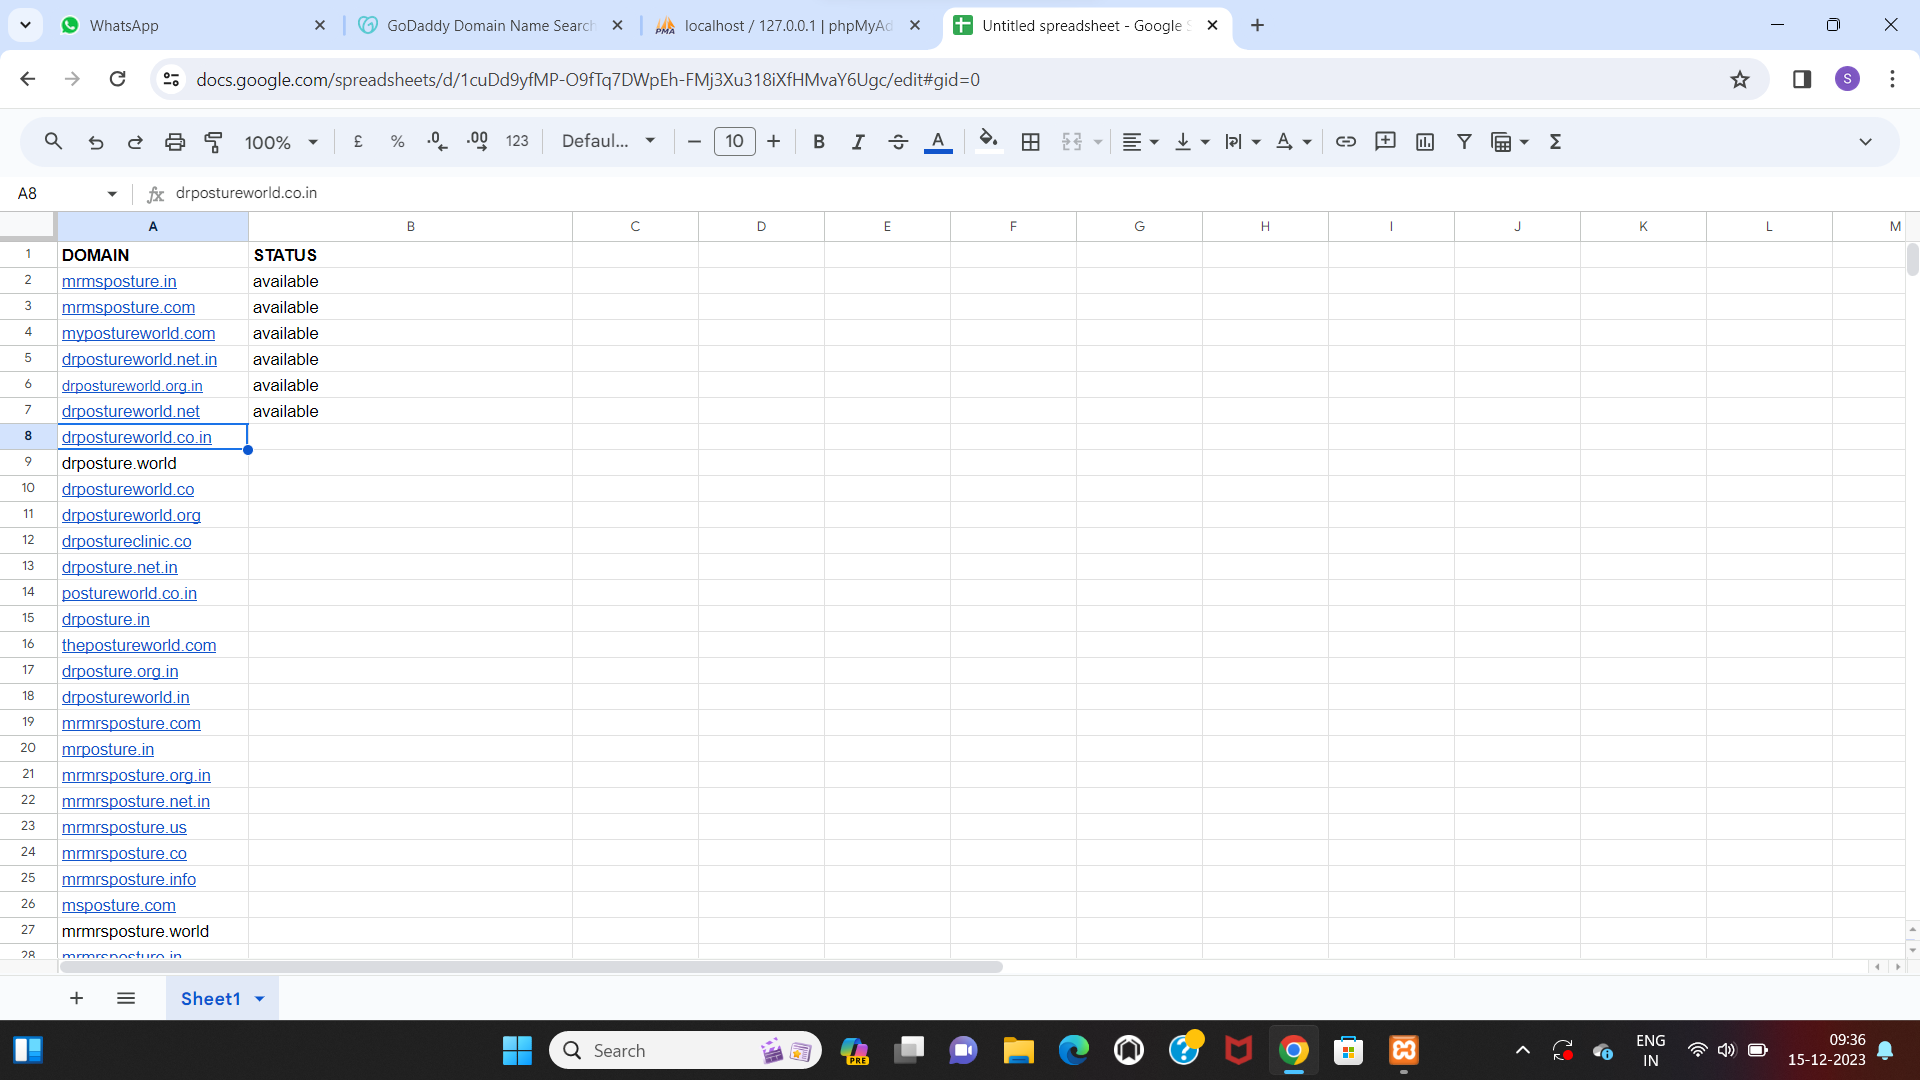 WhatsApp
GoDaddy Domain Name Search
localhost / 127.0.0.1 | phpMyAd
Untitled spreadsheet - Google S
docs.google.com/spreadsheets/d/1cuDd9yfMP-O9fTq7DWpEh-FMj3Xu318iXfHMvaY6Ugc/edit#gid=0
S
100% £ % .0 .00 123 Defaul... 10 B I A
A8 fx drpostureworld.co.in
A B C D E F G H I J K L M
1 DOMAIN STATUS
2 mrmsposture.in available
3 mrmsposture.com available
4 mypostureworld.com available
5 drpostureworld.net.in available
6 drpostureworld.org.in available
7 drpostureworld.net available
8 drpostureworld.co.in
9 drposture.world
10 drpostureworld.co
11 drpostureworld.org
12 drpostureclinic.co
13 drposture.net.in
14 postureworld.co.in
15 drposture.in
16 thepostureworld.com
17 drposture.org.in
18 drpostureworld.in
19 mrmrsposture.com
20 mrposture.in
21 mrmrsposture.org.in
22 mrmrsposture.net.in
23 mrmrsposture.us
24 mrmrsposture.co
25 mrmrsposture.info
26 msposture.com
27 mrmrsposture.world
28 mrmrsposture.in
Sheet1
Search
PRE
ENG
IN
09:36
15-12-2023